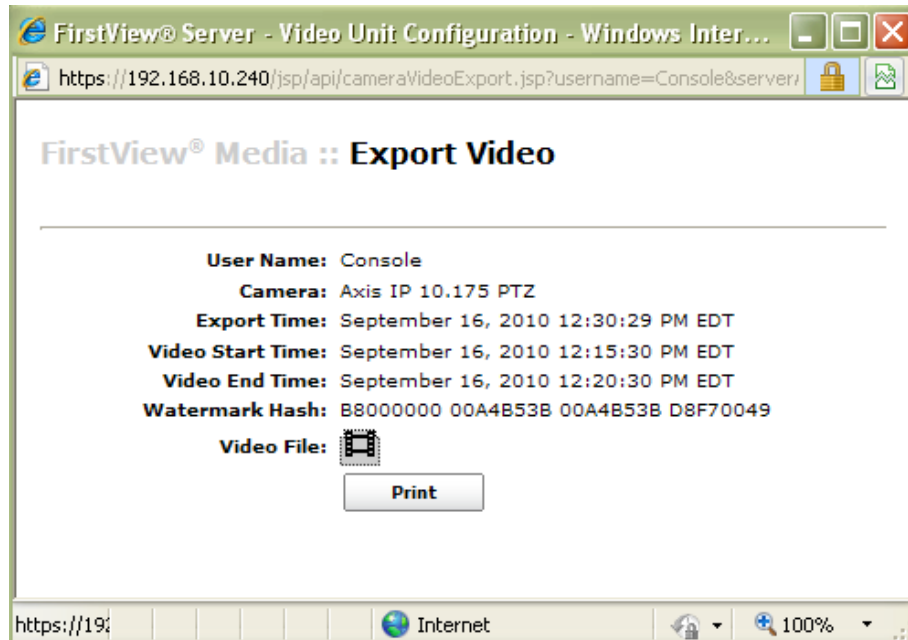 FirstView® Server - Video Unit Configuration - Windows Inter...
https://192.168.10.240/jsp/api/cameraVideoExport.jsp?username=Console&server
FirstView® Media :: Export Video
User Name: Console
Camera: Axis IP 10.175 PTZ
Export Time: September 16, 2010 12:30:29 PM EDT
Video Start Time: September 16, 2010 12:15:30 PM EDT
Video End Time: September 16, 2010 12:20:30 PM EDT
Watermark Hash: B8000000 00A4B53B 00A4B53B D8F70049
Video File:
Print
https://192 Internet 100%